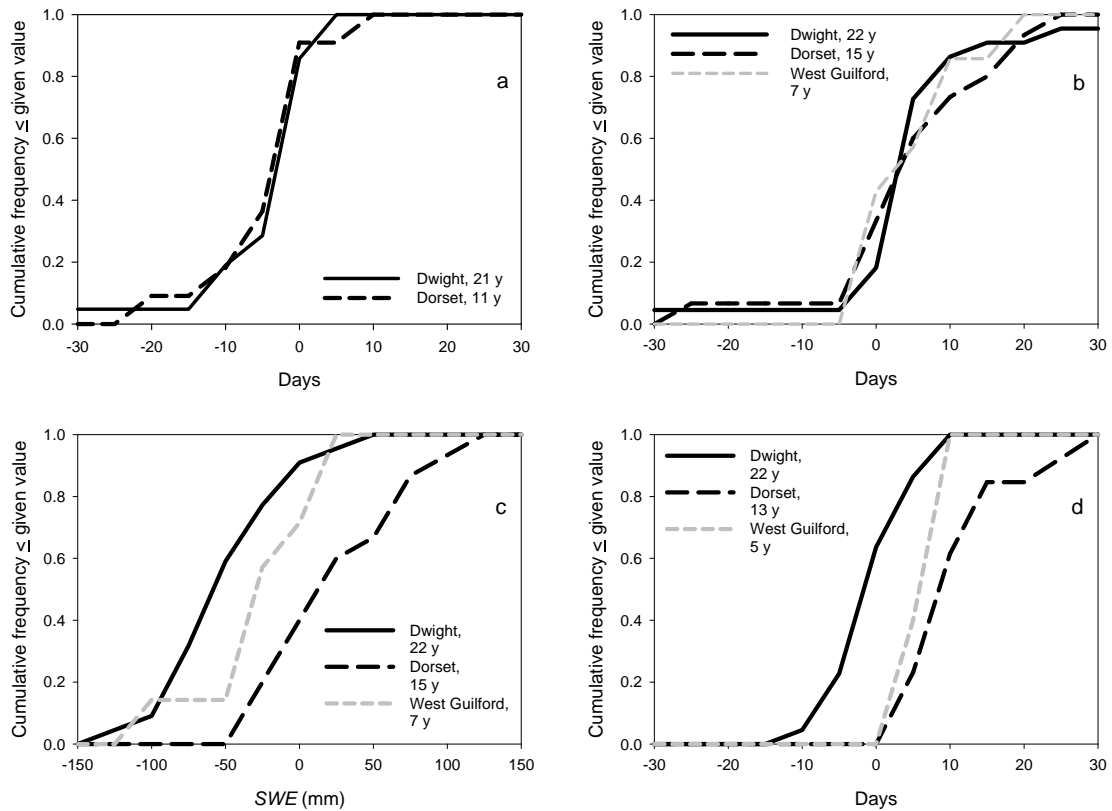 Cumulative frequency ≤ given value
1.0
0.8
0.6
0.4
0.2
0.0
a
Dwight, 21 y
Dorset, 11 y
-30 -20 -10 0 10 20 30
Days
Cumulative frequency ≤ given value
1.0
0.8
0.6
0.4
0.2
0.0
Dwight, 22 y
Dorset, 15 y
West Guilford,
7 y
b
-30 -20 -10 0 10 20 30
Days
Cumulative frequency ≤ given value
1.0
0.8
0.6
0.4
0.2
0.0
c
Dwight,
22 y
Dorset,
15 y
West Guilford,
7 y
-150 -100 -50 0 50 100 150
SWE (mm)
Cumulative frequency ≤ given value
1.0
0.8
0.6
0.4
0.2
0.0
Dwight,
22 y
Dorset,
13 y
West Guilford,
5 y
d
-30 -20 -10 0 10 20 30
Days